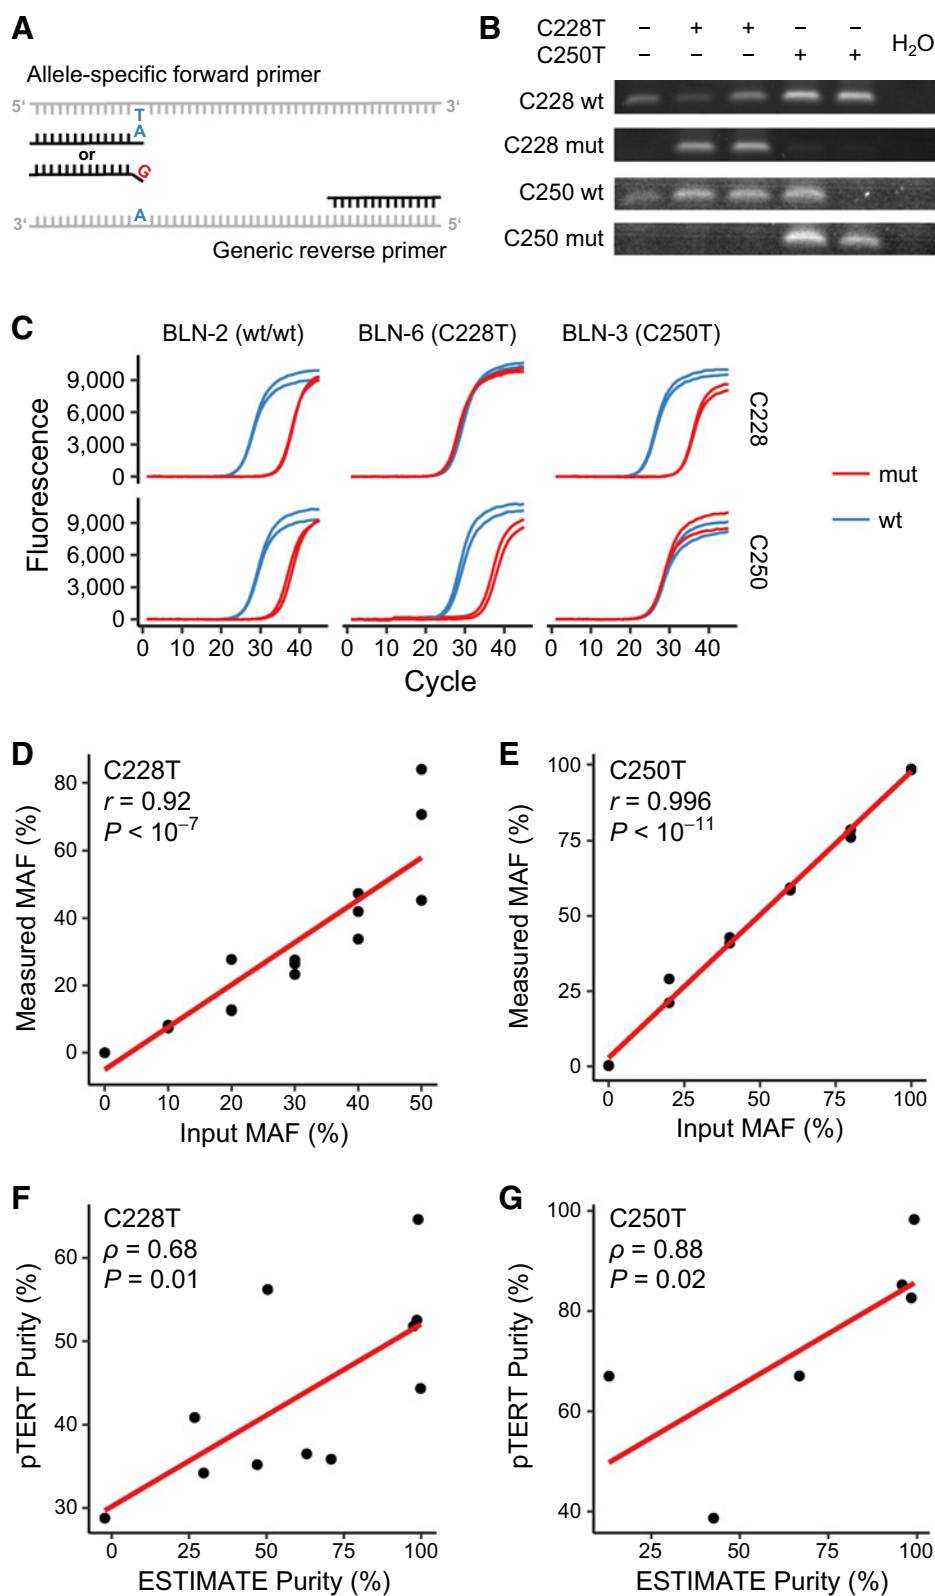 A
Allele-specific forward primer
5‘ 3‘
T
A
or
G
A
3‘ 5‘
Generic reverse primer
B
C228T – + + – –
C250T – – – + + H₂O
C228 wt
C228 mut
C250 wt
C250 mut
C
BLN-2 (wt/wt) BLN-6 (C228T) BLN-3 (C250T)
9,000
6,000
3,000
0
C228
9,000
6,000
3,000
0
C250
Fluorescence
0 10 20 30 40 0 10 20 30 40 0 10 20 30 40
Cycle
mut
wt
D
C228T
r = 0.92
P < 10⁻⁷
80
60
40
20
0
Measured MAF (%)
0 10 20 30 40 50
Input MAF (%)
E
C250T
r = 0.996
P < 10⁻¹¹
100
75
50
25
0
Measured MAF (%)
0 25 50 75 100
Input MAF (%)
F
C228T
ρ = 0.68
P = 0.01
60
50
40
30
pTERT Purity (%)
0 25 50 75 100
ESTIMATE Purity (%)
G
C250T
ρ = 0.88
P = 0.02
100
80
60
40
pTERT Purity (%)
25 50 75 100
ESTIMATE Purity (%)